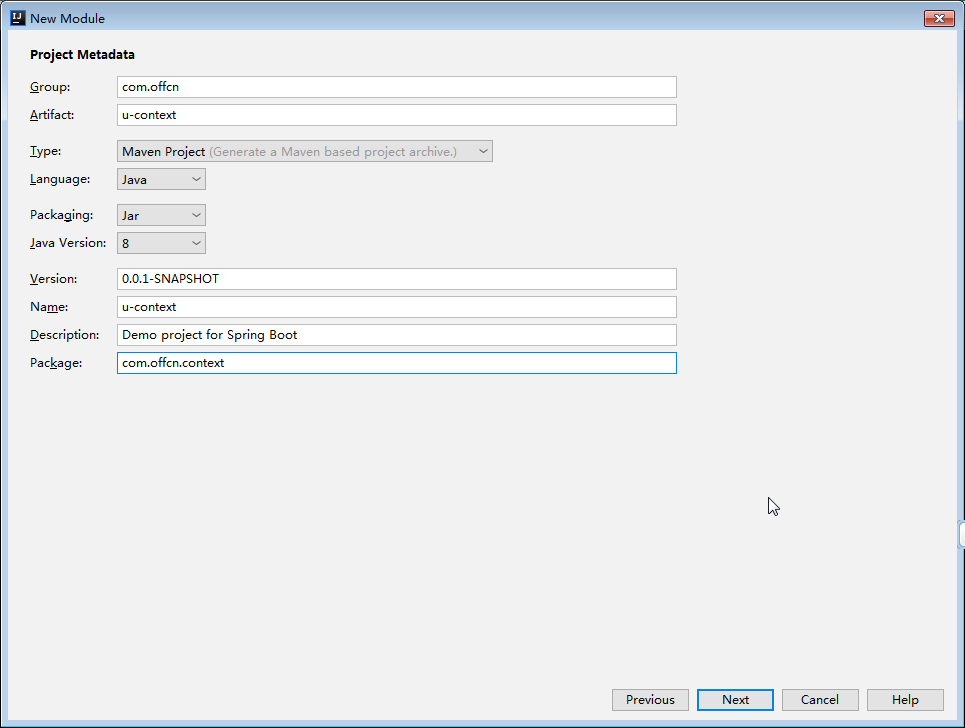 New Module
Project Metadata
Group: com.offcn
Artifact: u-context
Type: Maven Project (Generate a Maven based project archive.)
Language: Java
Packaging: Jar
Java Version: 8
Version: 0.0.1-SNAPSHOT
Name: u-context
Description: Demo project for Spring Boot
Package: com.offcn.context
Previous Next Cancel Help